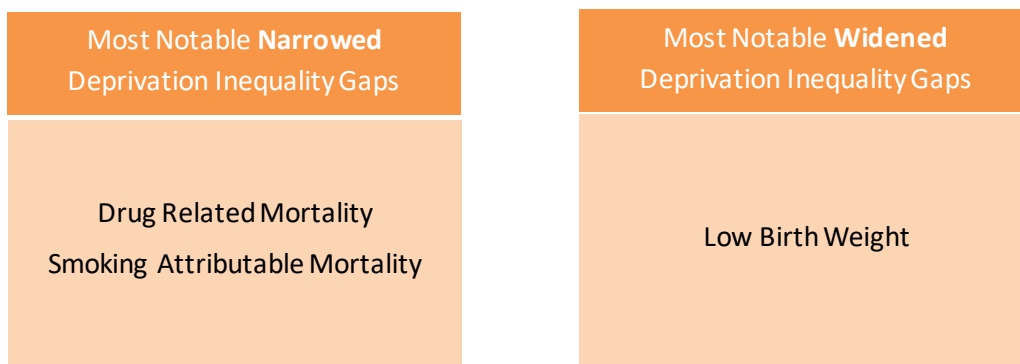 Most Notable Narrowed
Deprivation Inequality Gaps
Drug Related Mortality
Smoking Attributable Mortality
Most Notable Widened
Deprivation Inequality Gaps
Low Birth Weight